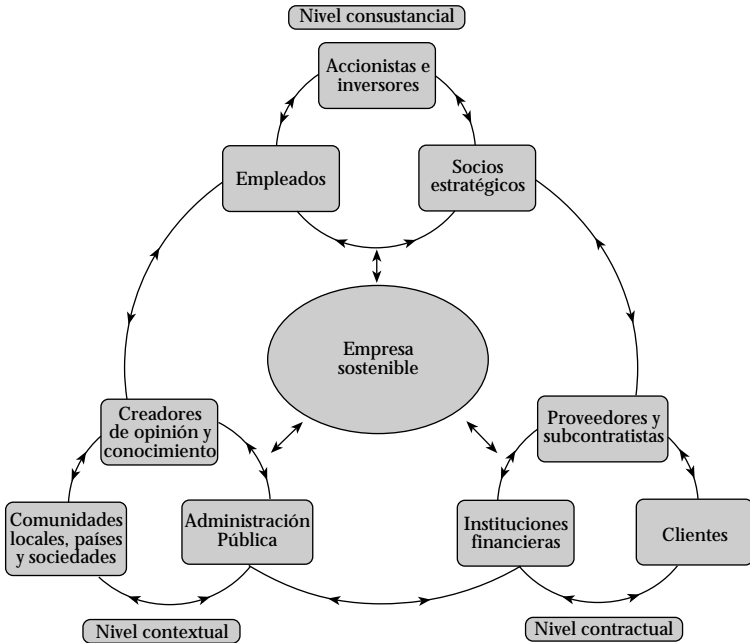 Nivel consustancial
Accionistas e
inversores
Empleados
Socios
estratégicos
Empresa
sostenible
Creadores
de opinión y
conocimiento
Proveedores y
subcontratistas
Comunidades
locales, países
y sociedades
Administración
Pública
Instituciones
financieras
Clientes
Nivel contextual
Nivel contractual